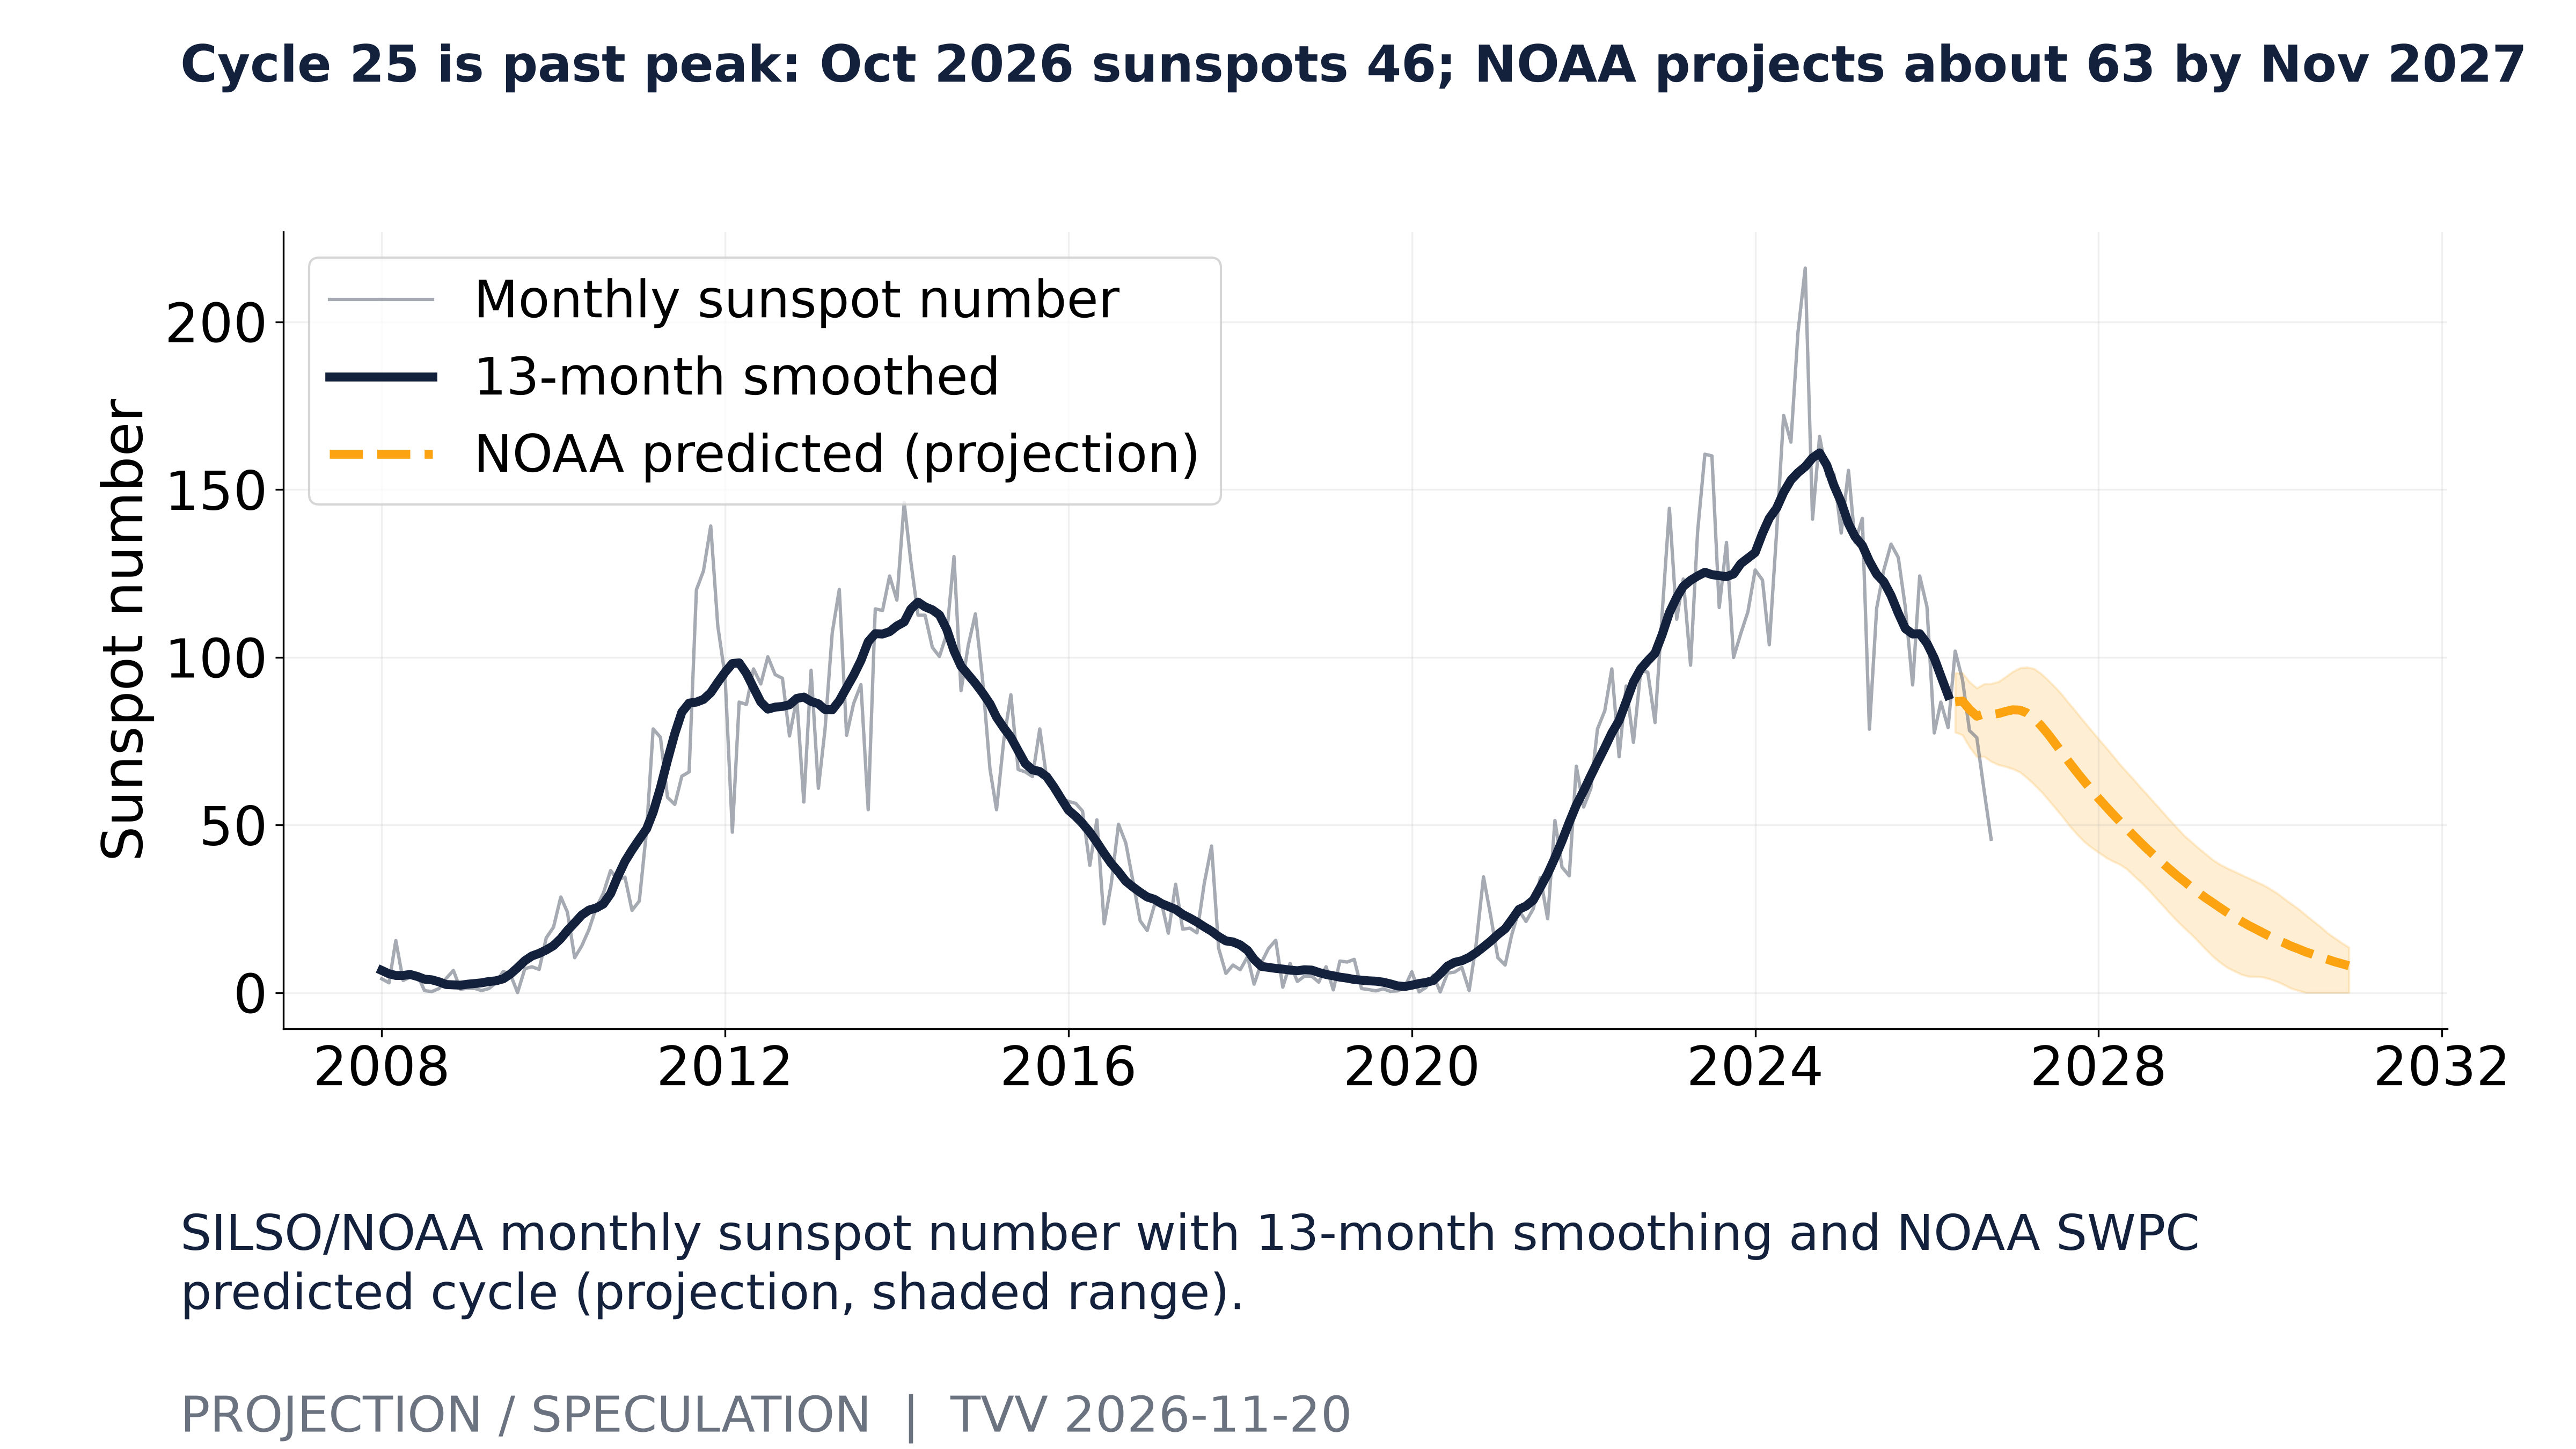 Cycle 25 is past peak: Oct 2026 sunspots 46; NOAA projects about 63 by Nov 2027
Monthly sunspot number
13-month smoothed
NOAA predicted (projection)
Sunspot number
200
150
100
50
0
2008
2012
2016
2020
2024
2028
2032
SILSO/NOAA monthly sunspot number with 13-month smoothing and NOAA SWPC
predicted cycle (projection, shaded range).
PROJECTION / SPECULATION | TVV 2026-11-20